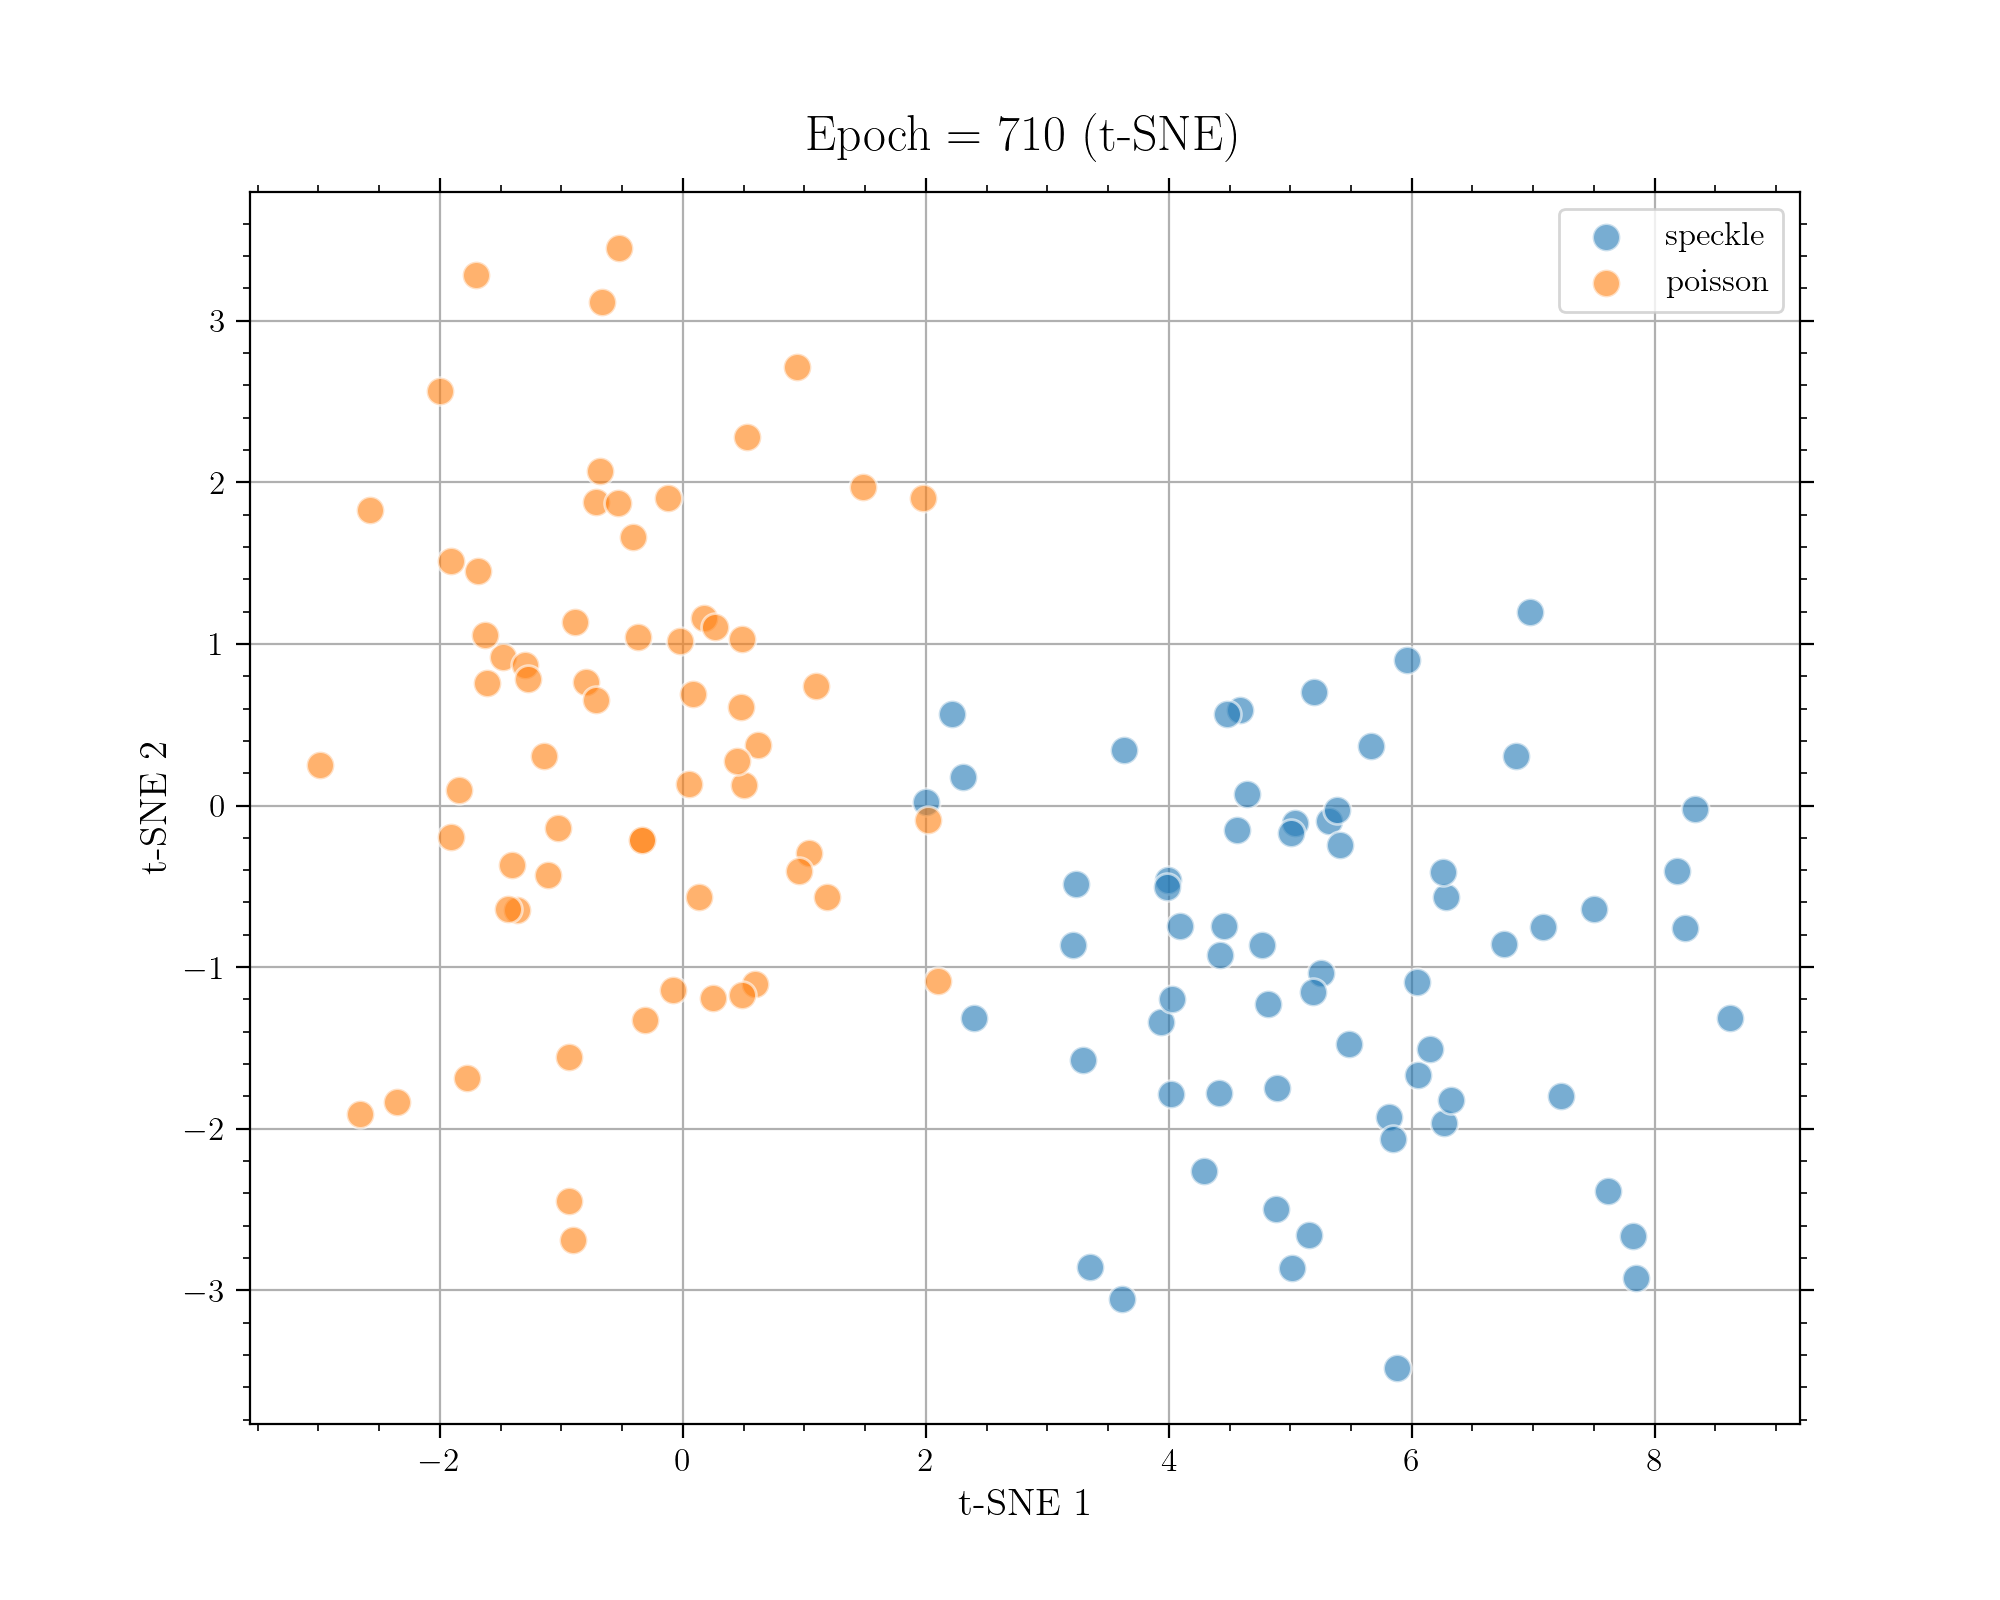 Epoch = 710 (t-SNE)
speckle
poisson
t-SNE 2
3
2
1
0
−1
−2
−3
−2 0 2 4 6 8
t-SNE 1